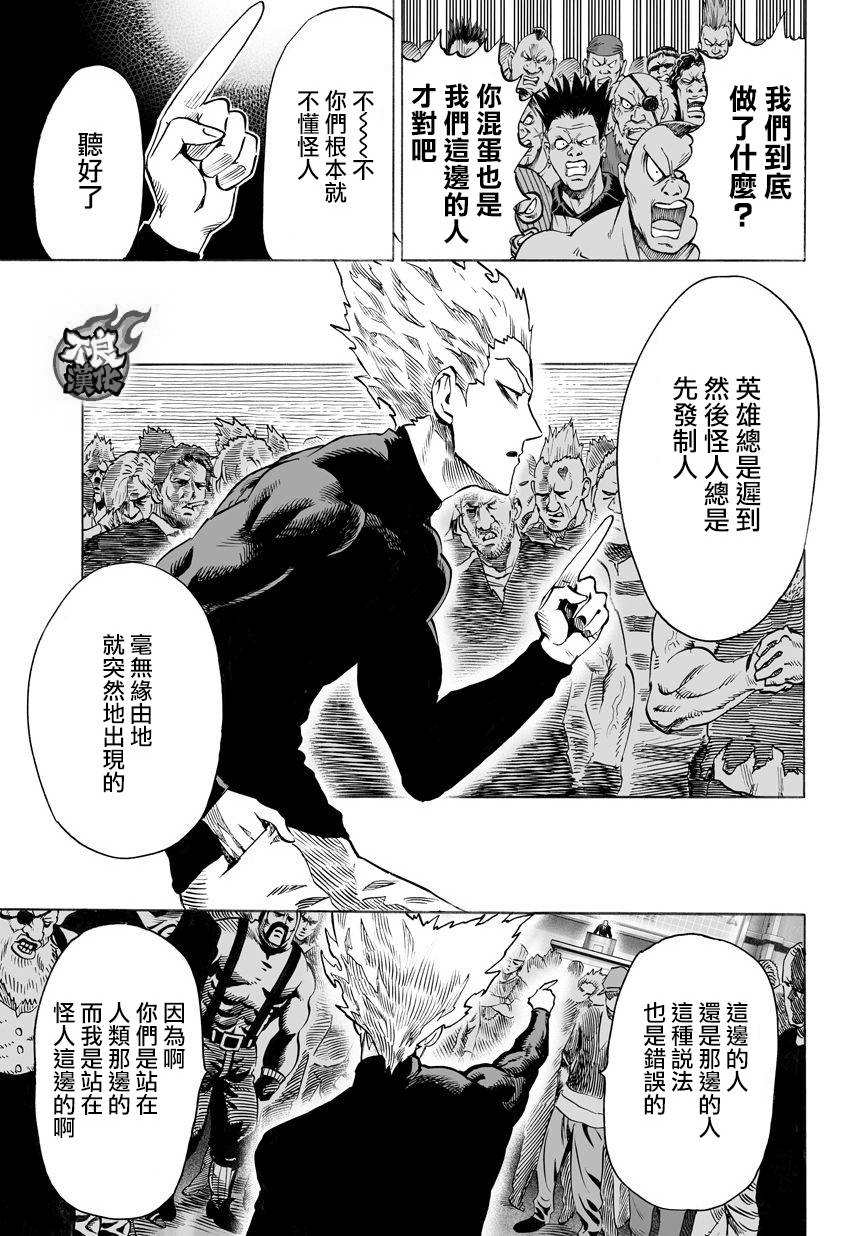 我們到底
做了什麼？
你混蛋也是
我們這邊的人
才對吧
不～～不
你們根本就
不懂怪人
聽好了
英雄總是遲到
然後怪人總是
先發制人
狼
漢化
毫無緣由地
就突然地出現的
這邊的人
還是那邊的人
這種說法
也是錯誤的
因為啊
你們是站在
人類那邊的
而我是站在
怪人這邊的啊